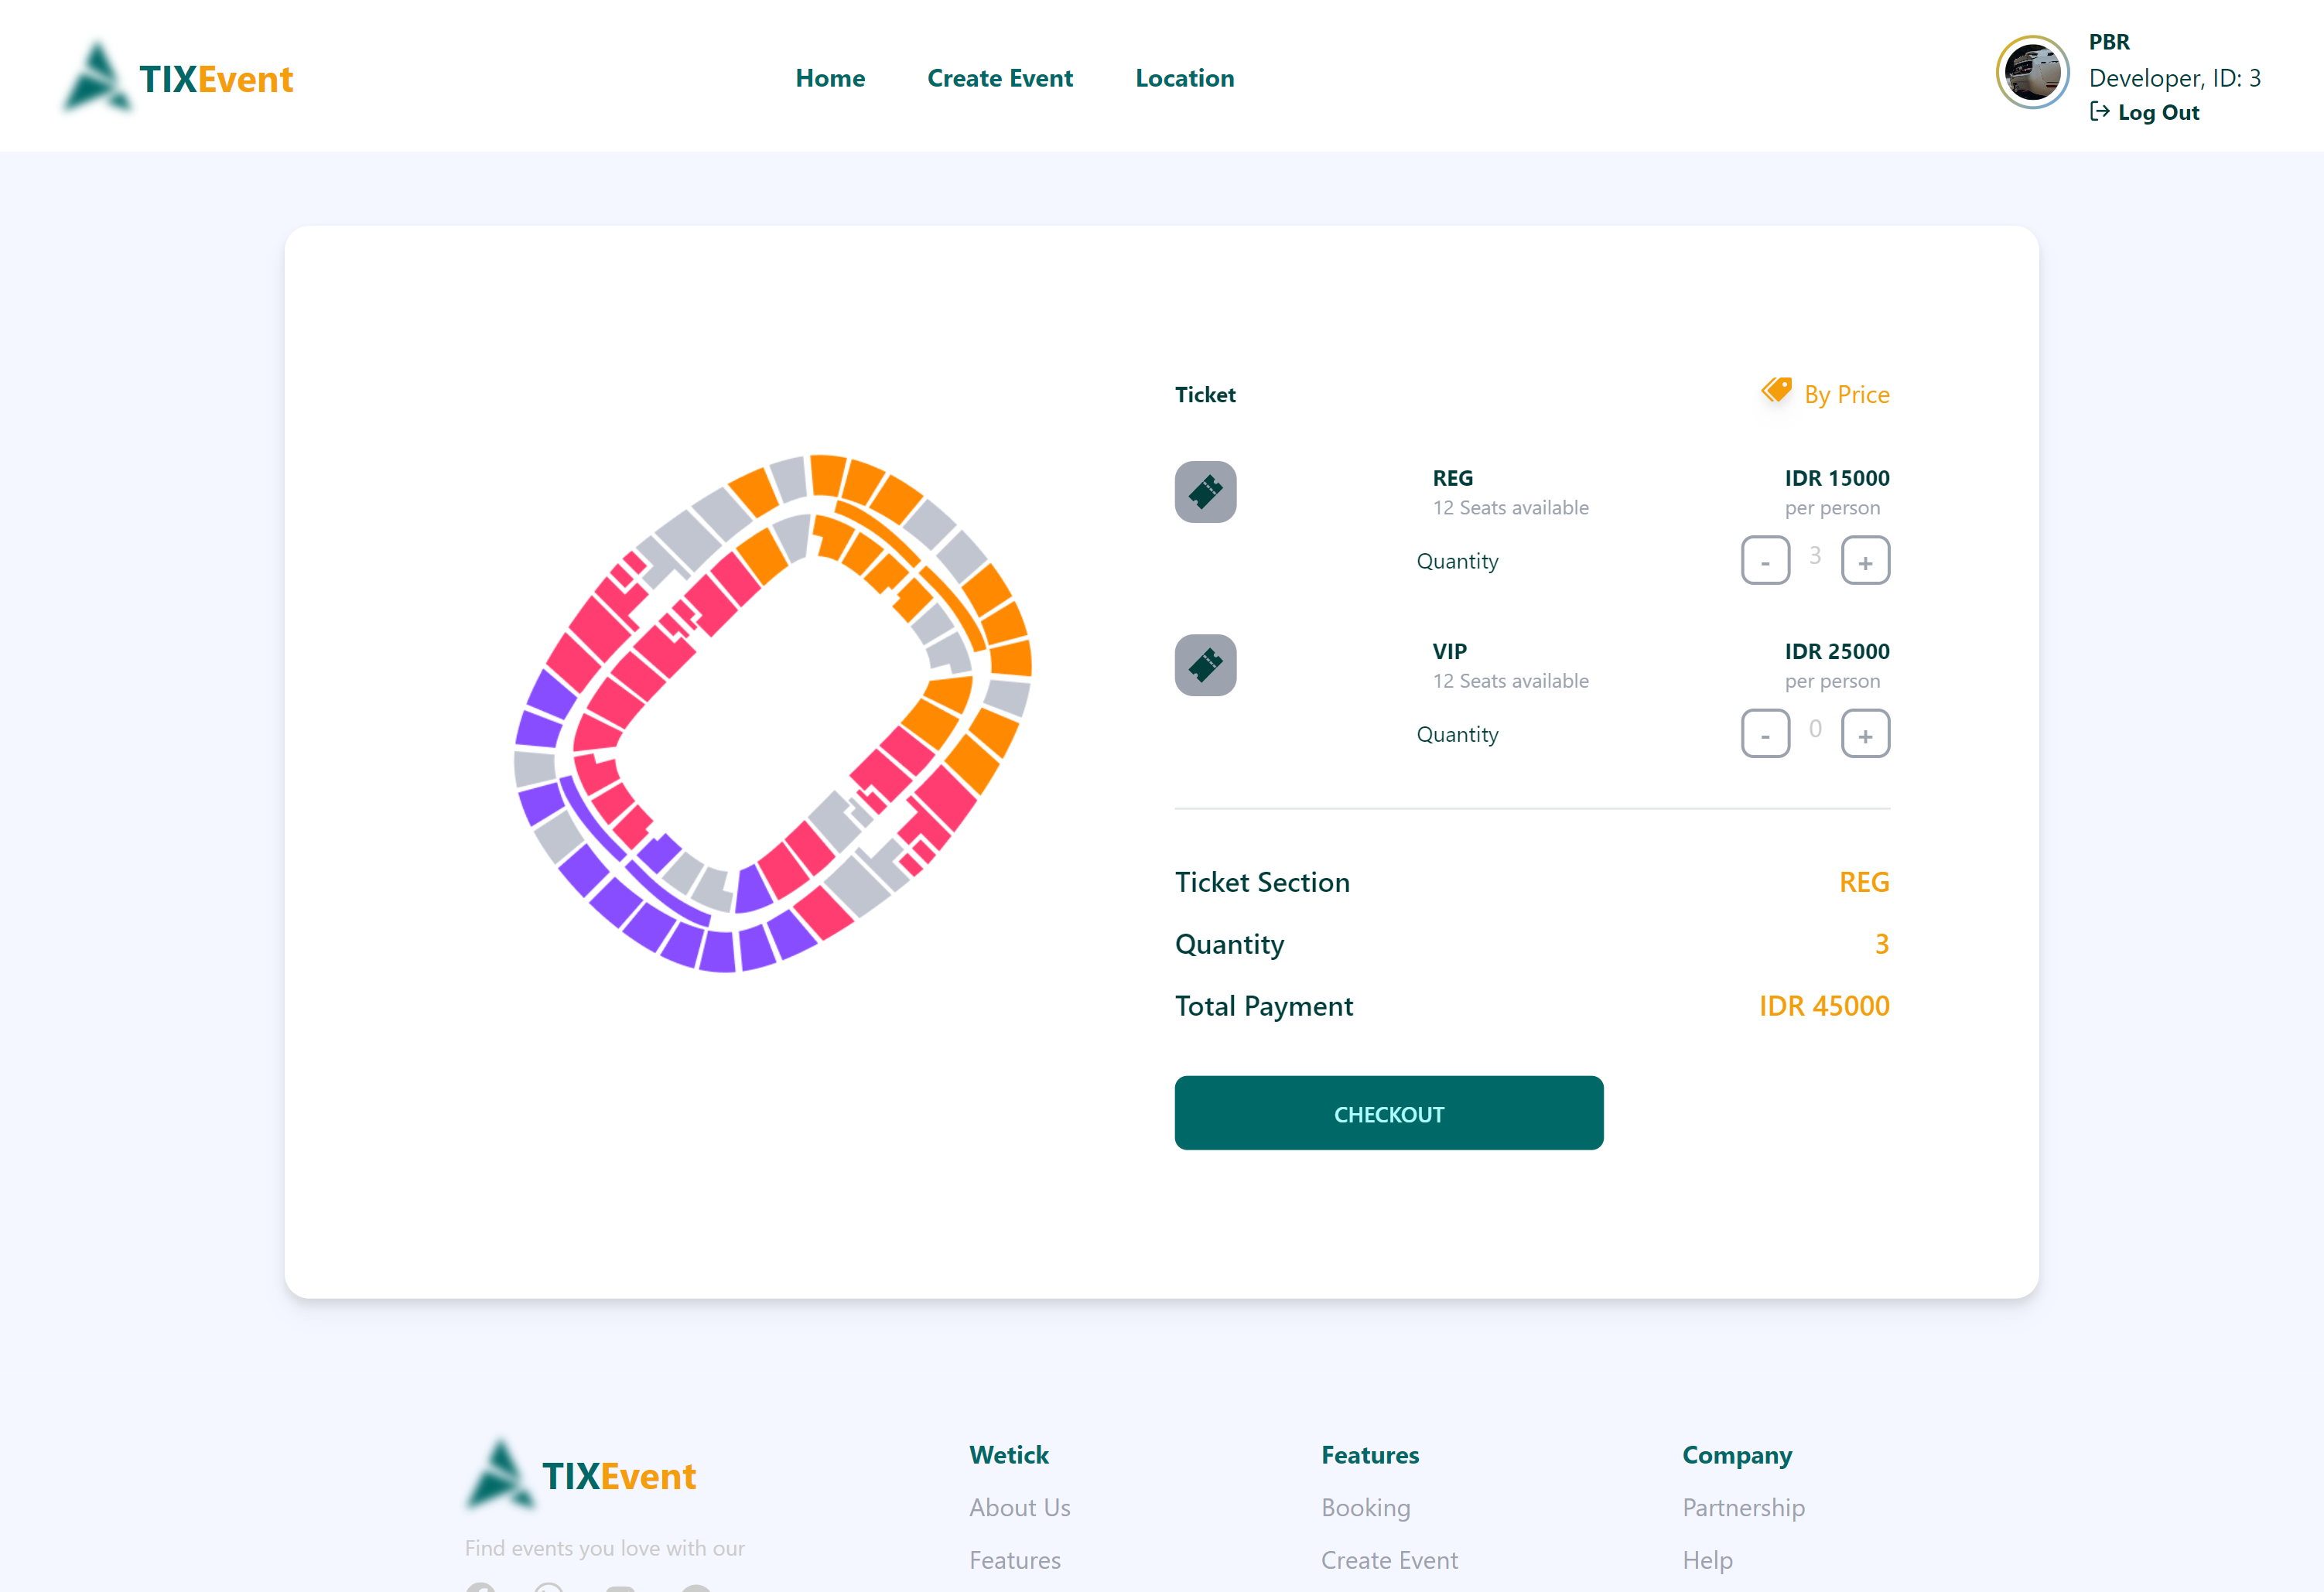 TIXEvent
Home
Create Event
Location
PBR
Developer, ID: 3
Log Out
Ticket
By Price
REG
12 Seats available
IDR 15000
per person
Quantity
- 3 +
VIP
12 Seats available
IDR 25000
per person
Quantity
- 0 +
Ticket Section
REG
Quantity
3
Total Payment
IDR 45000
CHECKOUT
TIXEvent
Find events you love with our
Wetick
About Us
Features
Features
Booking
Create Event
Company
Partnership
Help